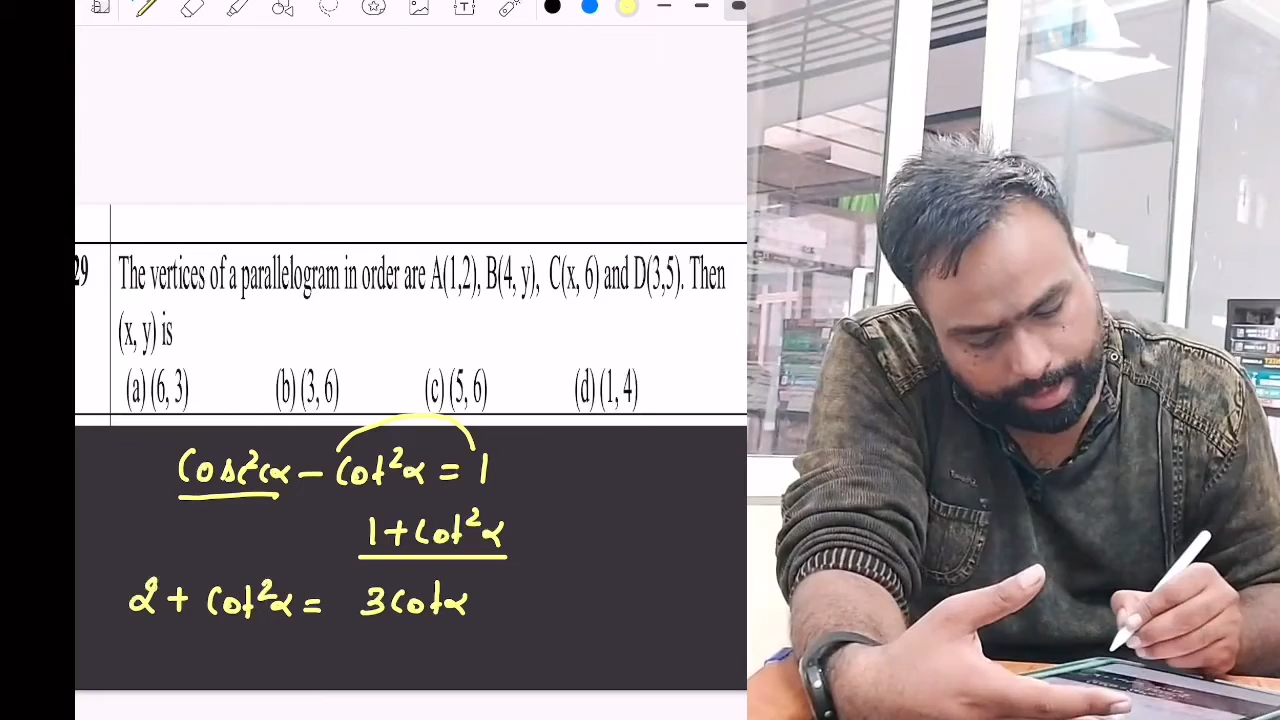 29 The vertices of a parallelogram in order are A(1,2), B(4, y), C(x, 6) and D(3,5). Then
(x, y) is
(a) (6, 3) (b) (3, 6) (c) (5, 6) (d) (1, 4)
Cosec²α - Cot²α = 1
1 + Cot²α
2 + Cot²α = 3Cotα